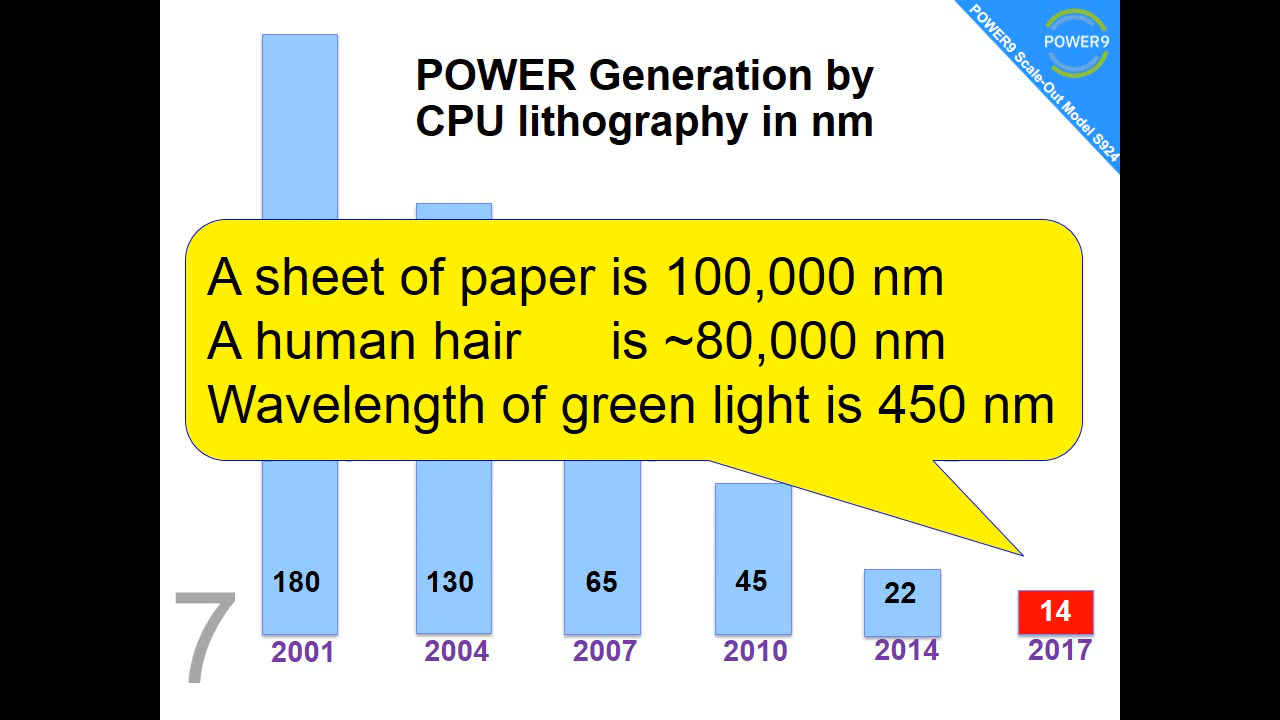 POWER Generation by
CPU lithography in nm
POWER9
POWER9 Scale-Out Model S924
A sheet of paper is 100,000 nm
A human hair is ~80,000 nm
Wavelength of green light is 450 nm
180 130 65 45 22 14
2001 2004 2007 2010 2014 2017
7